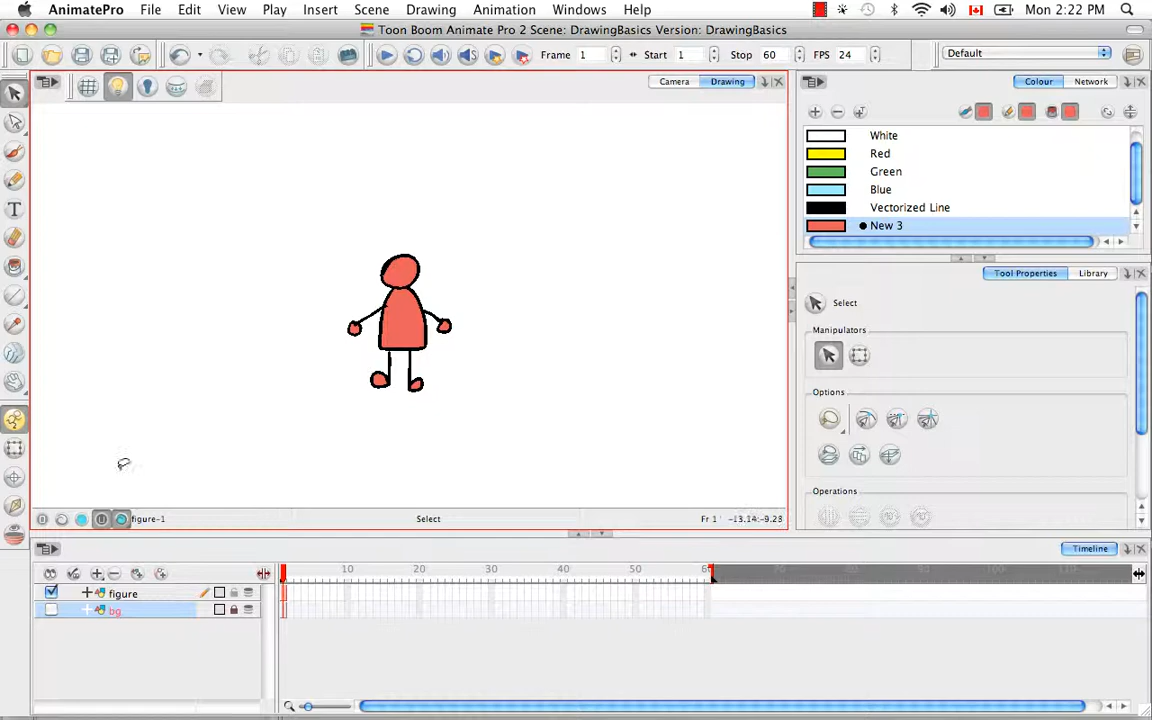 AnimatePro File Edit View Play Insert Scene Drawing Animation Windows Help Mon 2:22 PM
Toon Boom Animate Pro 2 Scene: DrawingBasics Version: DrawingBasics
Frame 1 Start 1 Stop 60 FPS 24 Default
Camera Drawing Colour Network
White
Red
Green
Blue
Vectorized Line
New 3
Tool Properties Library
Select
Manipulators
Options
Operations
figure-1 Select Fr 1 -13.14:-9.23
Timeline
10 20 30 40 50 60 110
figure
bg